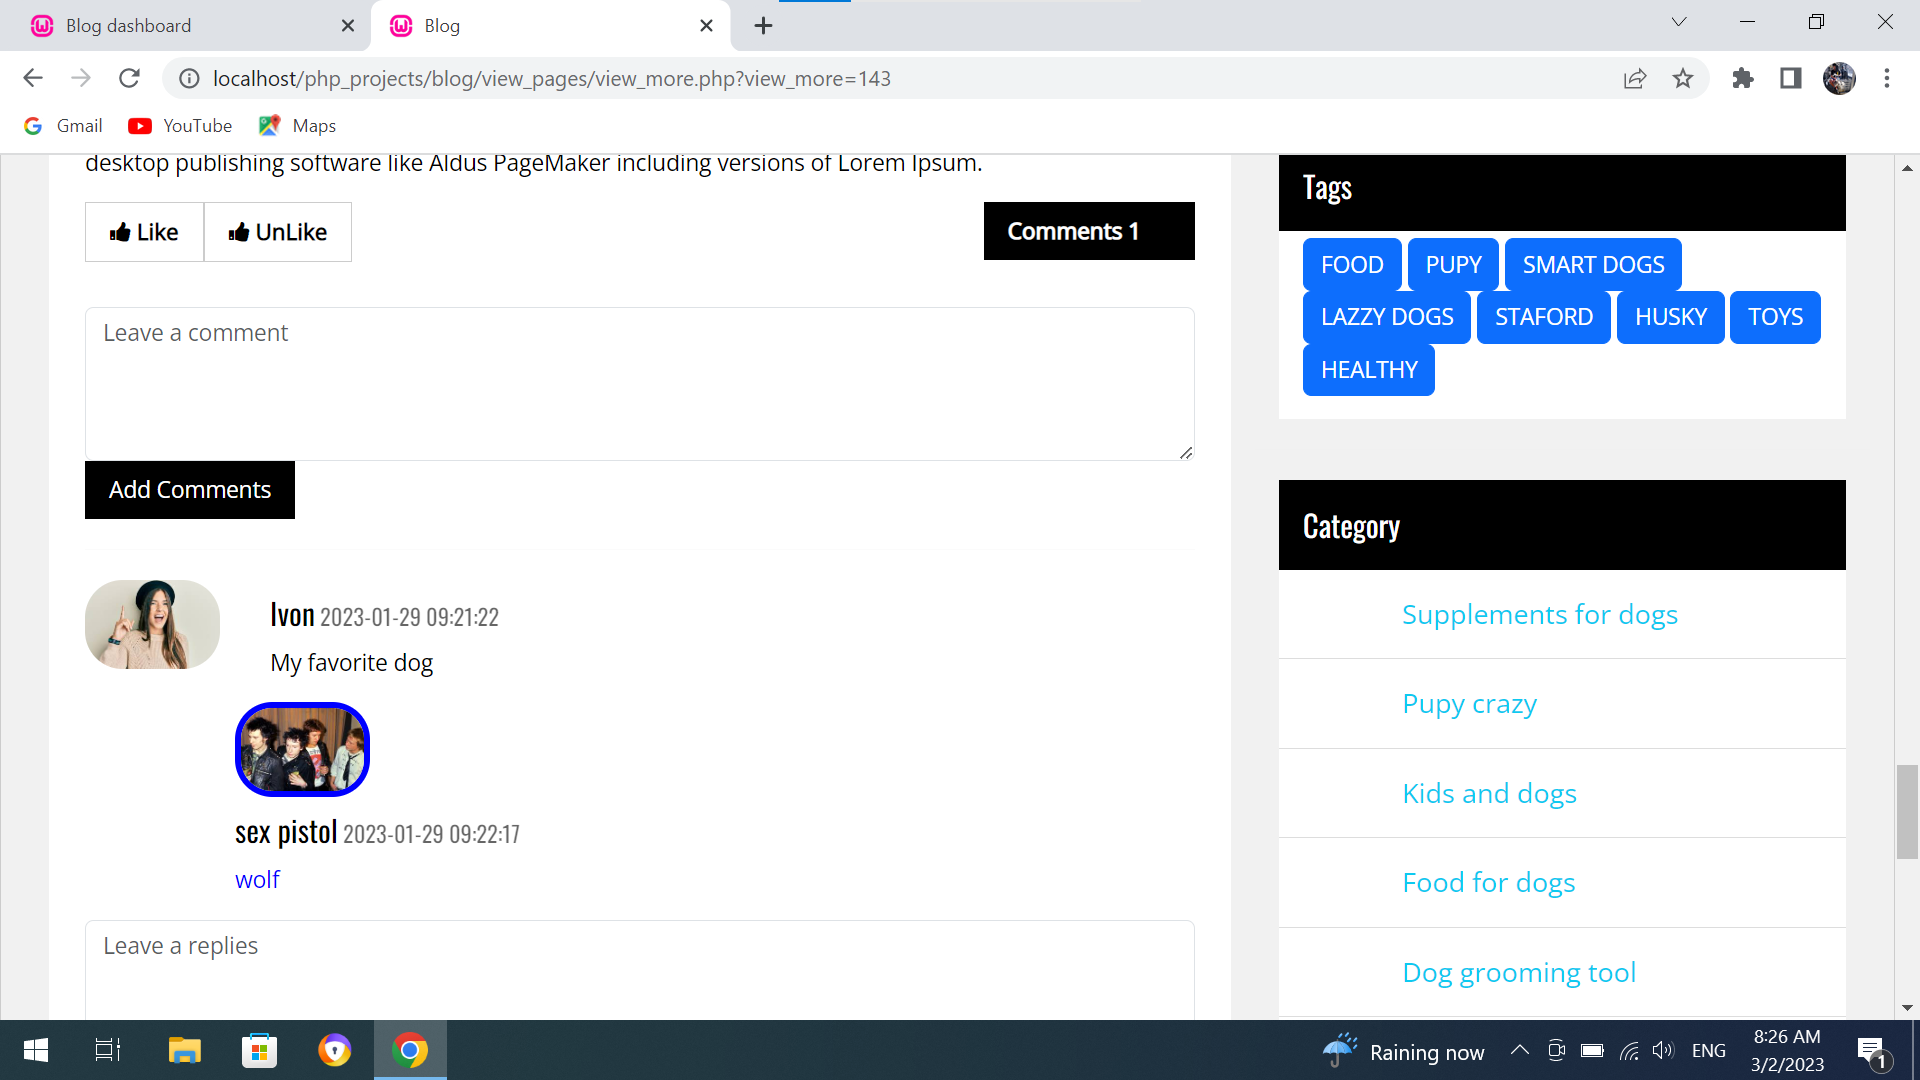 Blog dashboard
Blog
localhost/php_projects/blog/view_pages/view_more.php?view_more=143
Gmail
YouTube
Maps
desktop publishing software like Aldus PageMaker including versions of Lorem Ipsum.
Like
UnLike
Comments 1
Leave a comment
Add Comments
Ivon 2023-01-29 09:21:22
My favorite dog
sex pistol 2023-01-29 09:22:17
wolf
Leave a replies
Tags
FOOD PUPY SMART DOGS
LAZZY DOGS STAFORD HUSKY TOYS
HEALTHY
Category
Supplements for dogs
Pupy crazy
Kids and dogs
Food for dogs
Dog grooming tool
Raining now
ENG
8:26 AM
3/2/2023
1